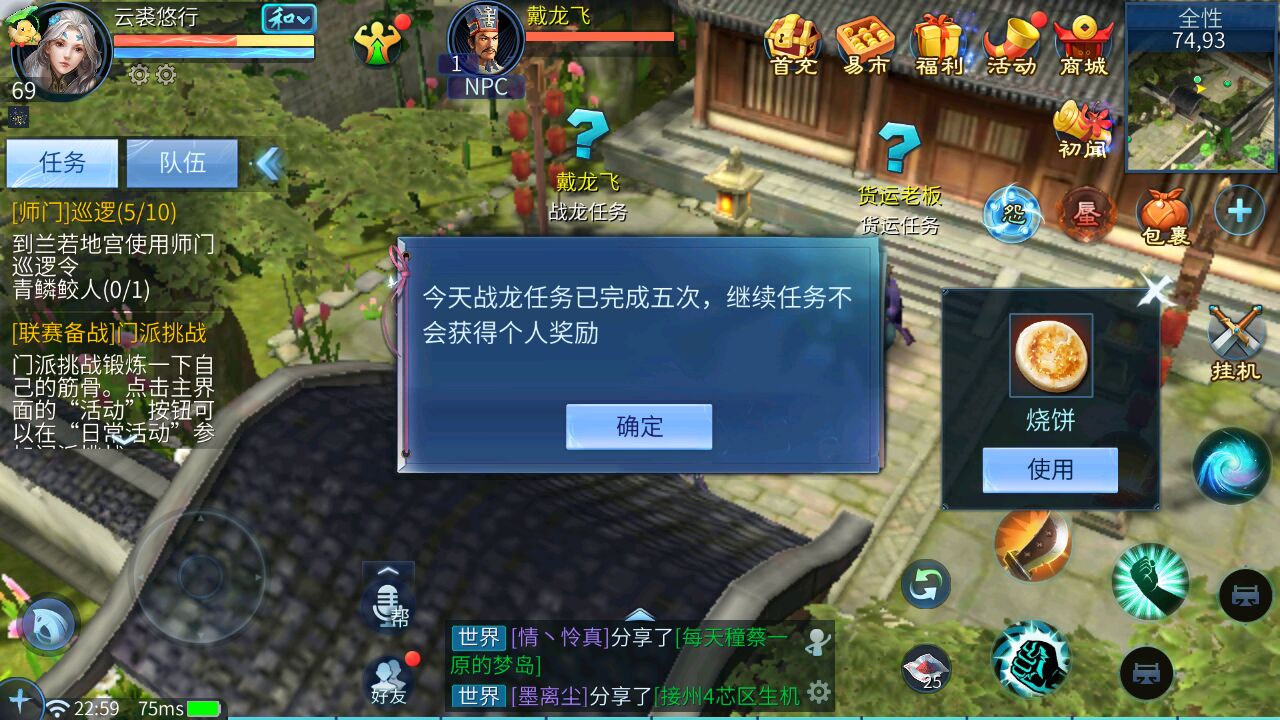 云裘悠行
和
69
戴龙飞
1
NPC
首充
易市
福利
活动
商城
全性
74,93
初闻
任务
队伍
戴龙飞
战龙任务
货运老板
货运任务
怨
蜃
包裹
[师门]巡逻(5/10)
到兰若地宫使用师门
巡逻令
青鳞鲛人(0/1)
[联赛备战]门派挑战
门派挑战锻炼一下自
己的筋骨。点击主界
面的“活动”按钮可
以在“日常活动”参
今天战龙任务已完成五次，继续任务不
会获得个人奖励
确定
烧饼
使用
挂机
帮
好友
世界 [情丶怜真]分享了[每天穜蔡一
原的梦岛]
世界 [墨离尘]分享了[接州4芯区生机
25
22:59
75ms